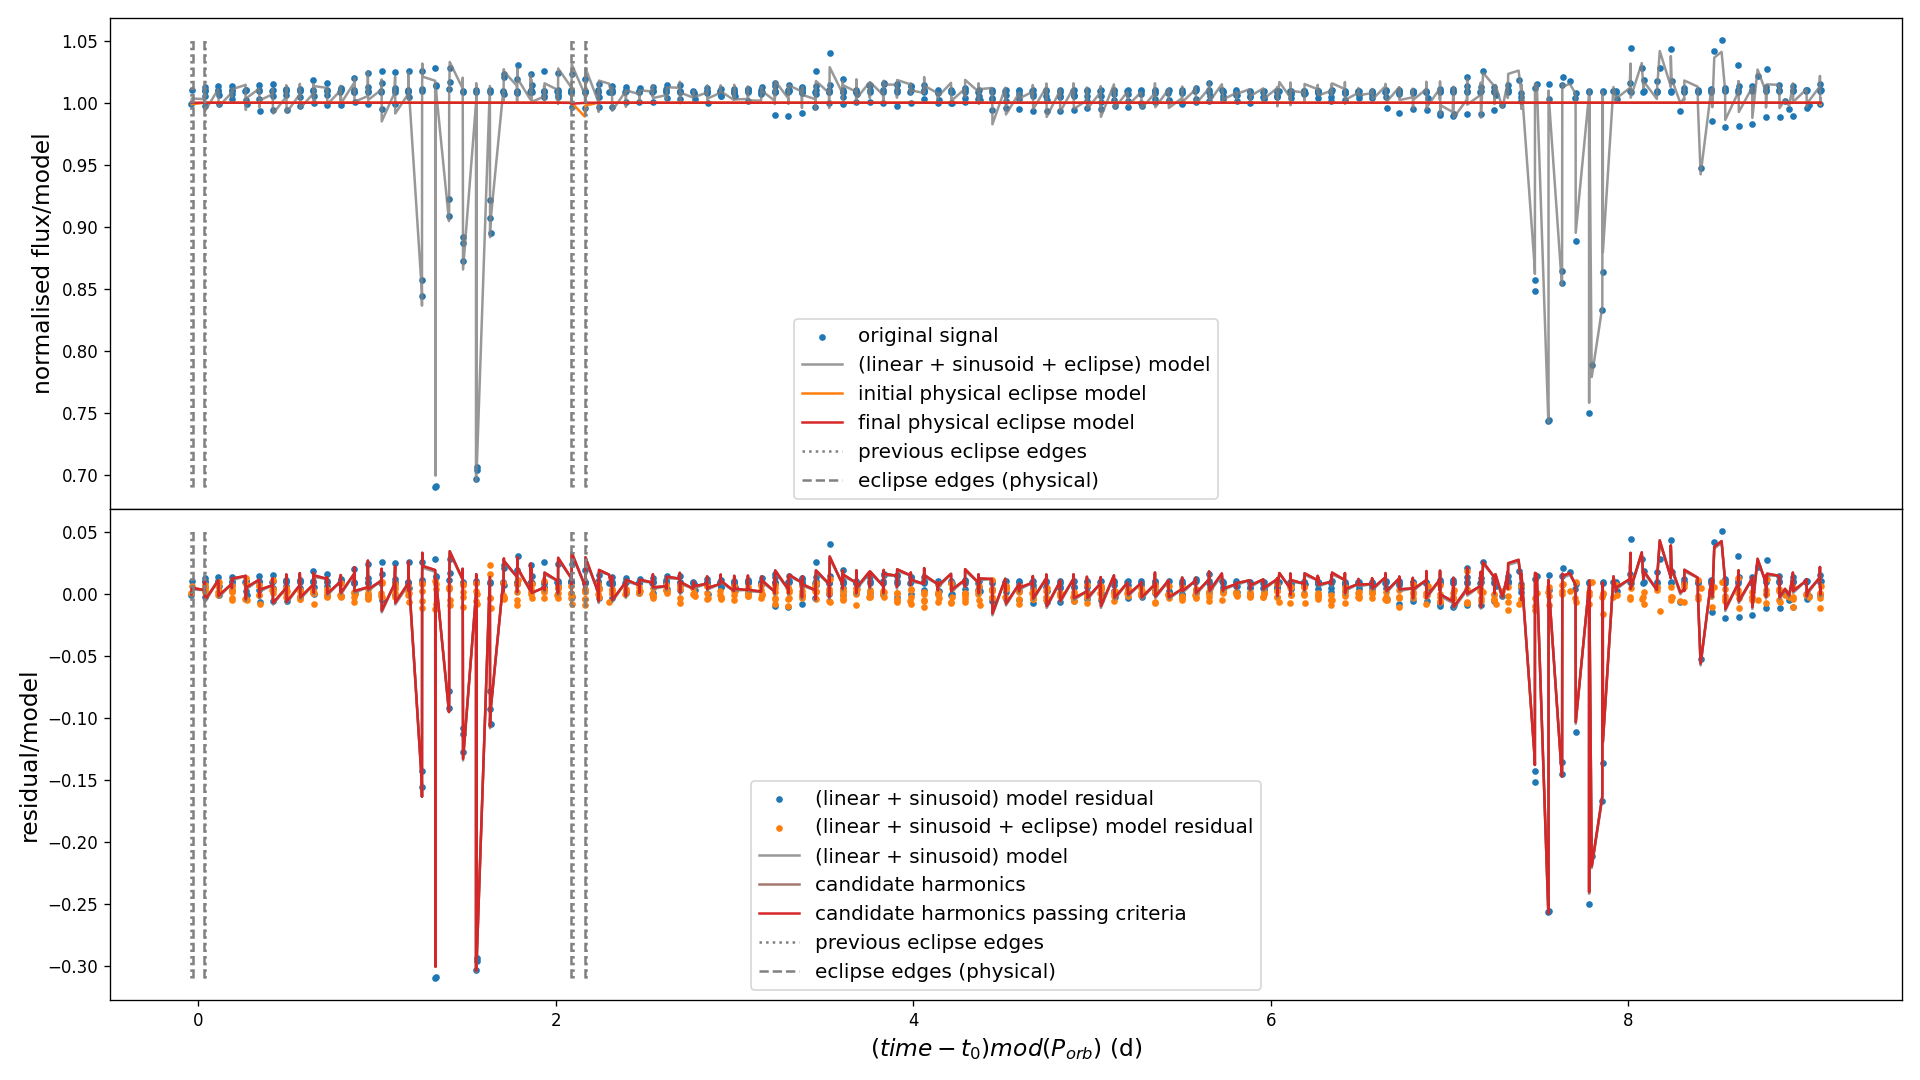 1.05
1.00
0.95
0.90
0.85
0.80
0.75
0.70
normalised flux/model
original signal
(linear + sinusoid + eclipse) model
initial physical eclipse model
final physical eclipse model
previous eclipse edges
eclipse edges (physical)
0.05
0.00
−0.05
−0.10
−0.15
−0.20
−0.25
−0.30
residual/model
(linear + sinusoid) model residual
(linear + sinusoid + eclipse) model residual
(linear + sinusoid) model
candidate harmonics
candidate harmonics passing criteria
previous eclipse edges
eclipse edges (physical)
0 2 4 6 8
(time − t₀)mod(P_orb) (d)